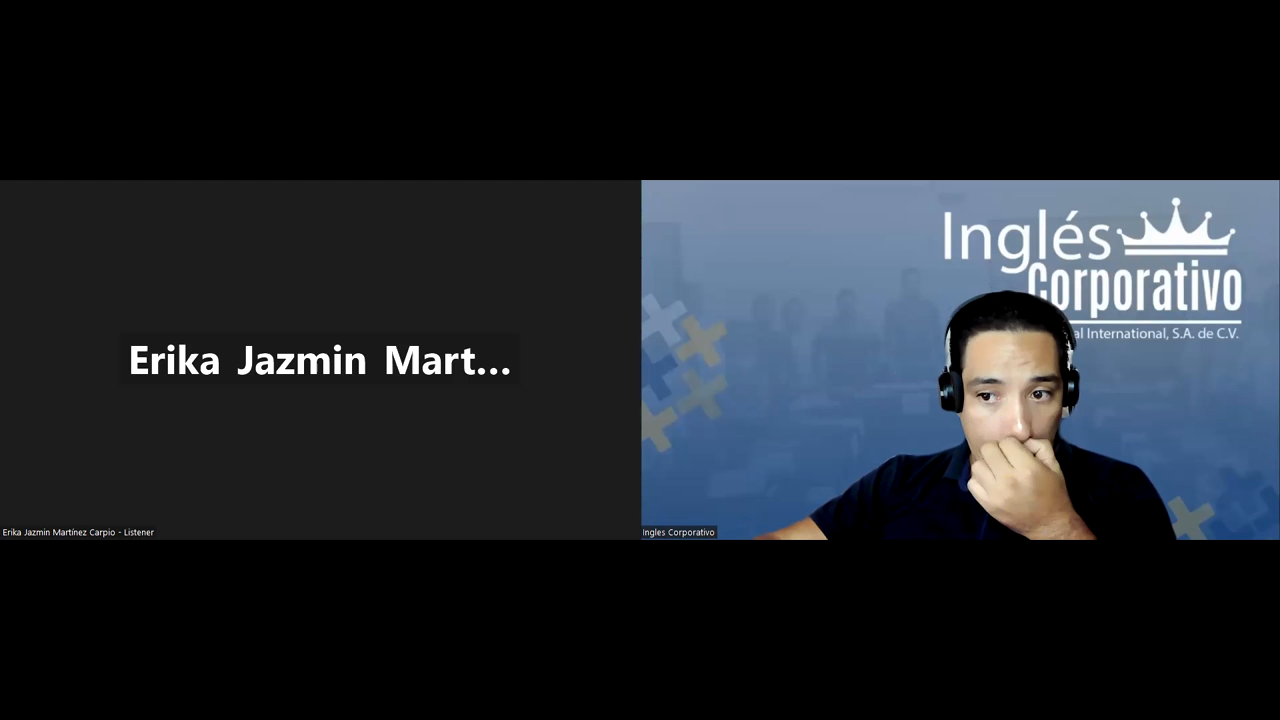 Erika Jazmin Mart...
Erika Jazmin Martínez Carpio - Listener
Inglés
Corporativo
al International, S.A. de C.V.
Ingles Corporativo